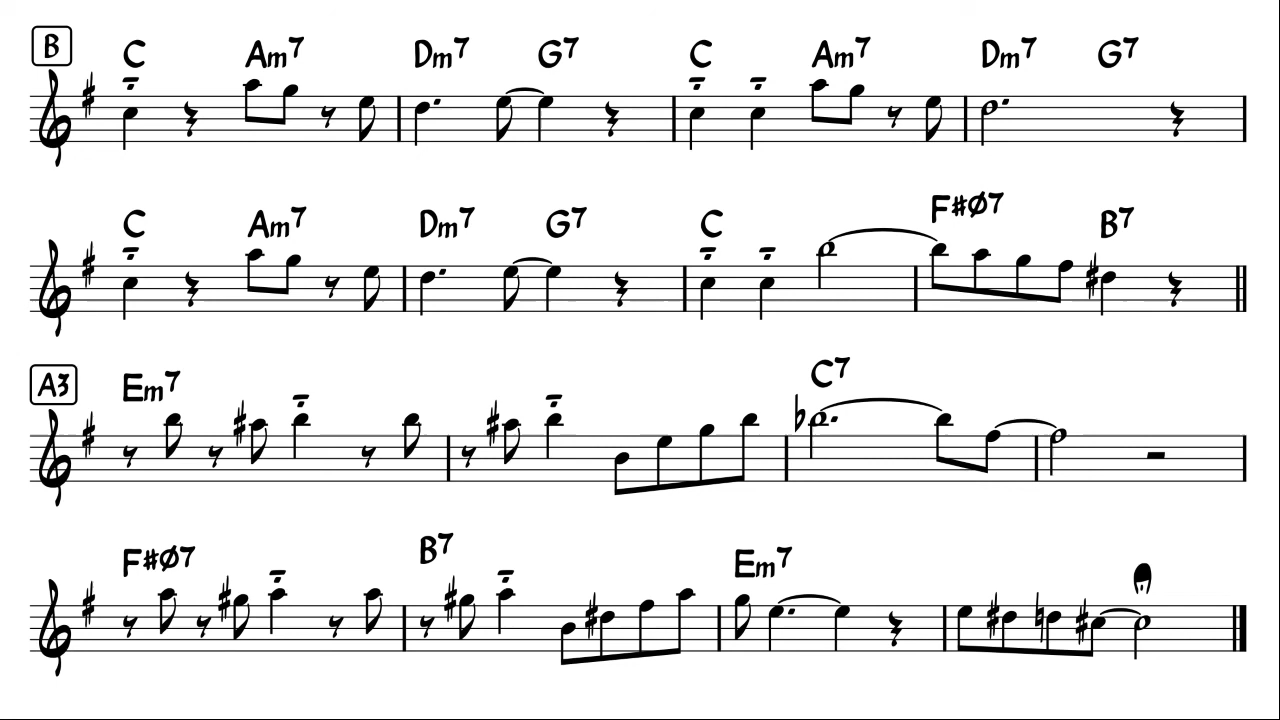 B
C Am7 Dm7 G7 C Am7 Dm7 G7
C Am7 Dm7 G7 C F#ø7 B7
A3
Em7 C7
F#ø7 B7 Em7